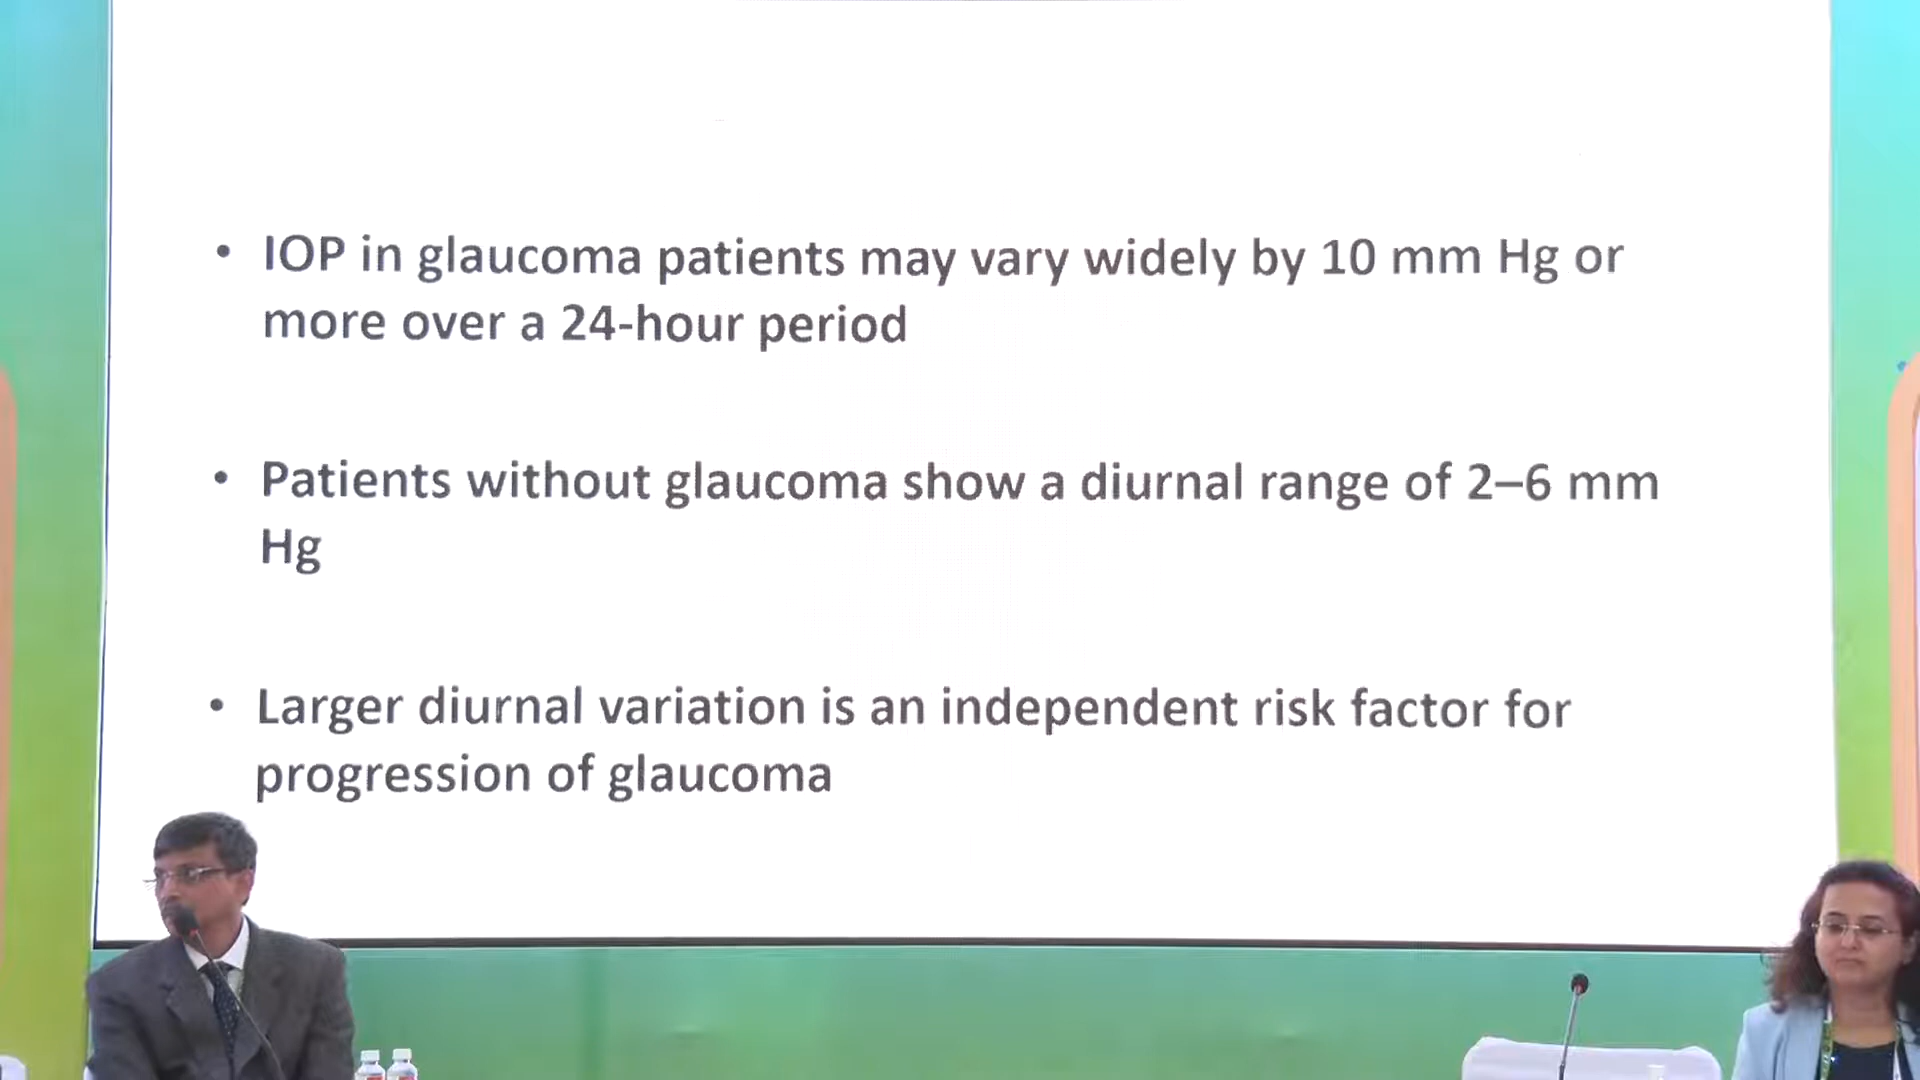 • IOP in glaucoma patients may vary widely by 10 mm Hg or
more over a 24-hour period
• Patients without glaucoma show a diurnal range of 2–6 mm
Hg
• Larger diurnal variation is an independent risk factor for
progression of glaucoma